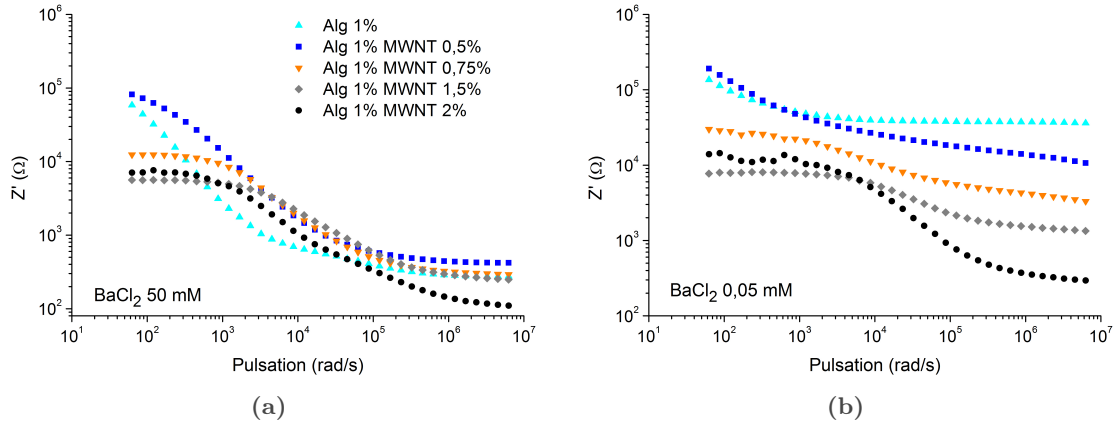 Z' (Ω)
10^6
10^5
10^4
10^3
10^2
Alg 1%
Alg 1% MWNT 0,5%
Alg 1% MWNT 0,75%
Alg 1% MWNT 1,5%
Alg 1% MWNT 2%
BaCl₂ 50 mM
10^1 10^2 10^3 10^4 10^5 10^6 10^7
Pulsation (rad/s)
(a)
Z' (Ω)
10^6
10^5
10^4
10^3
10^2
BaCl₂ 0,05 mM
10^1 10^2 10^3 10^4 10^5 10^6 10^7
Pulsation (rad/s)
(b)